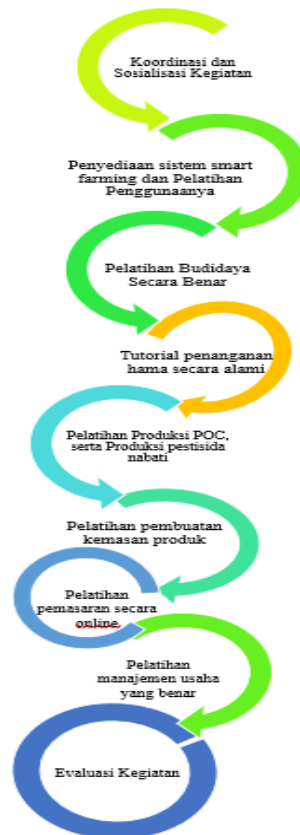 Koordinasi dan
Sosialisasi Kegiatan
Penyediaan sistem smart
farming dan Pelatihan
Penggunaanya
Pelatihan Budidaya
Secara Benar
Tutorial penanganan
hama secara alami
Pelatihan Produksi POC,
serta Produksi pestisida
nabati
Pelatihan pembuatan
kemasan produk
Pelatihan
pemasaran secara
online
Pelatihan
manajemen usaha
yang benar
Evaluasi Kegiatan